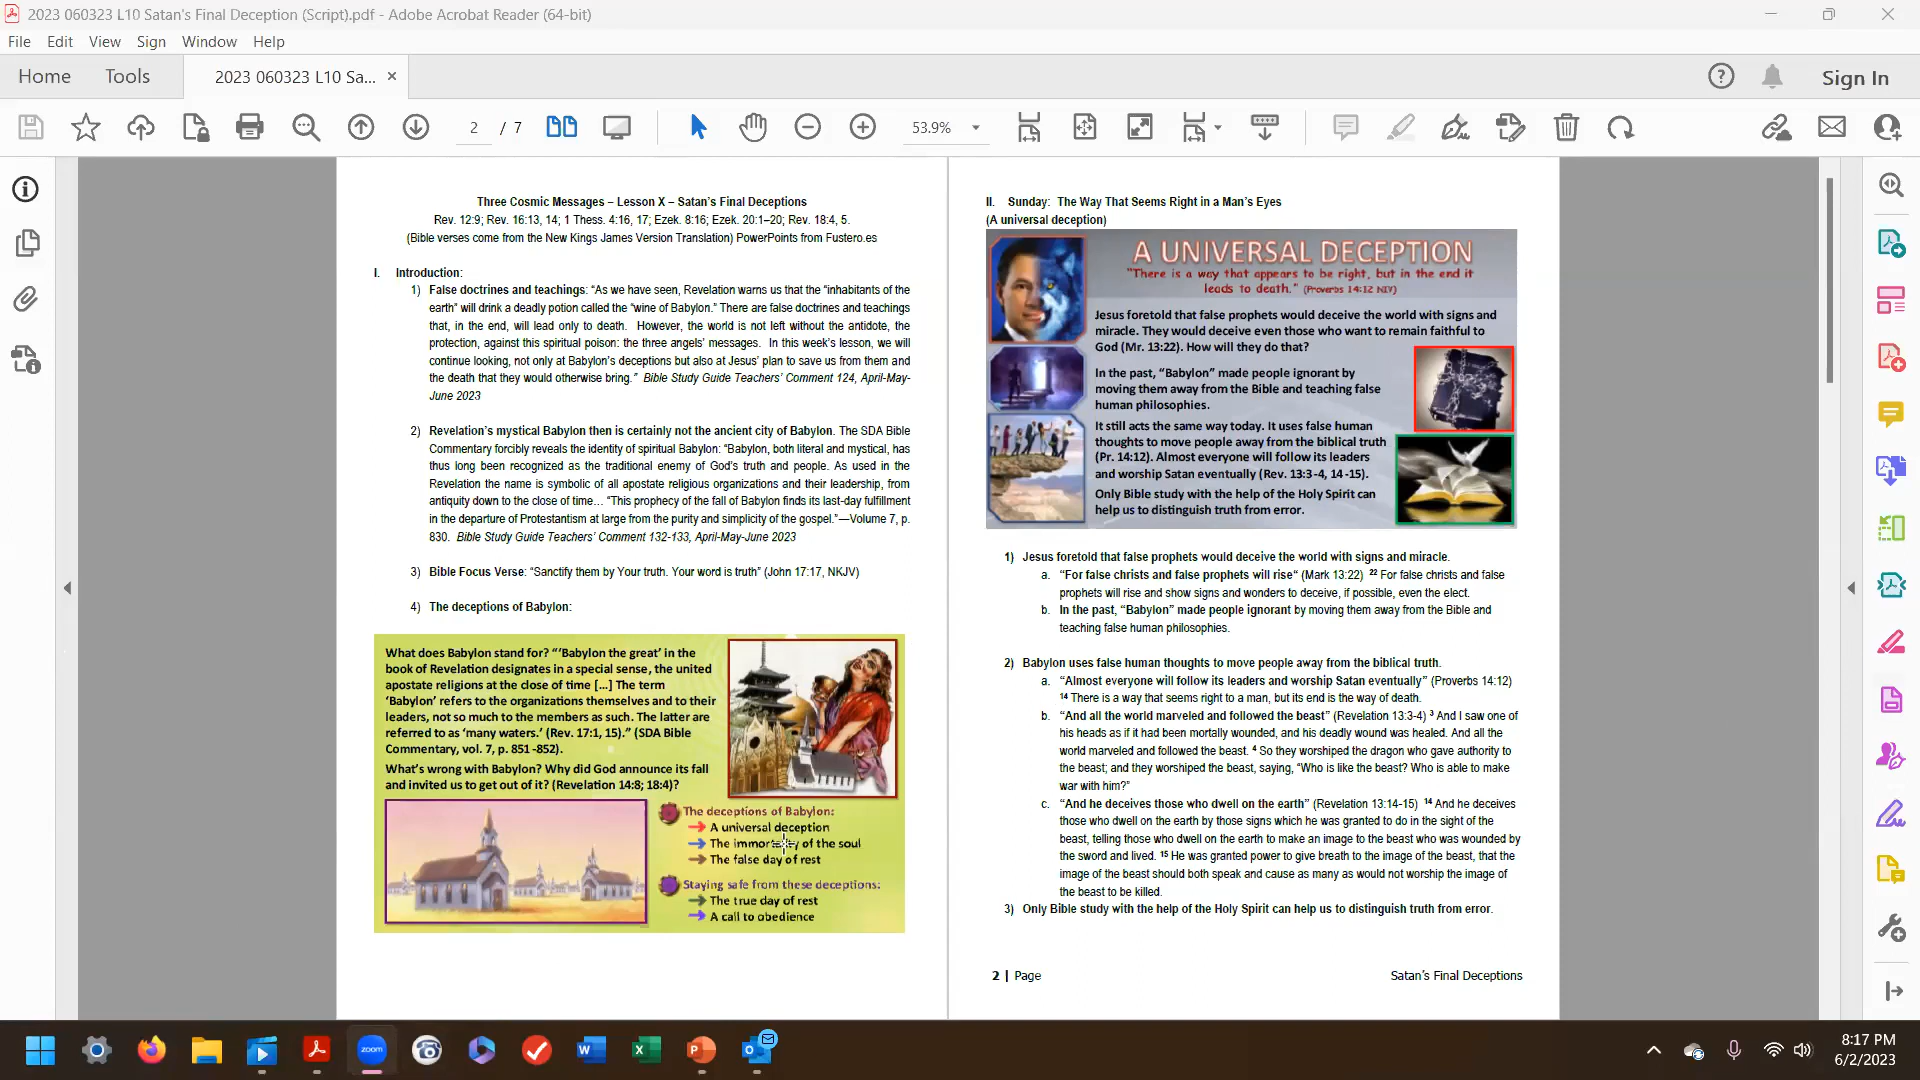 2023 060323 L10 Satan's Final Deception (Script).pdf - Adobe Acrobat Reader (64-bit)
File Edit View Sign Window Help
Home Tools 2023 060323 L10 Sa... × Sign In
2 / 7 53.9%
Three Cosmic Messages – Lesson X – Satan's Final Deceptions
Rev. 12:9; Rev. 16:13, 14; 1 Thess. 4:16, 17; Ezek. 8:16; Ezek. 20:1–20; Rev. 18:4, 5.
(Bible verses come from the New Kings James Version Translation) PowerPoints from Fustero.es
I. Introduction:
1) False doctrines and teachings: “As we have seen, Revelation warns us that the “inhabitants of the
earth” will drink a deadly potion called the “wine of Babylon.” There are false doctrines and teachings
that, in the end, will lead only to death. However, the world is not left without the antidote, the
protection, against this spiritual poison: the three angels’ messages. In this week’s lesson, we will
continue looking, not only at Babylon’s deceptions but also at Jesus’ plan to save us from them and
the death that they would otherwise bring.” Bible Study Guide Teachers’ Comment 124, April-May-
June 2023
2) Revelation’s mystical Babylon then is certainly not the ancient city of Babylon. The SDA Bible
Commentary forcibly reveals the identity of spiritual Babylon: “Babylon, both literal and mystical, has
thus long been recognized as the traditional enemy of God’s truth and people. As used in the
Revelation the name is symbolic of all apostate religious organizations and their leadership, from
antiquity down to the close of time... “This prophecy of the fall of Babylon finds its last-day fulfillment
in the departure of Protestantism at large from the purity and simplicity of the gospel.”—Volume 7, p.
830. Bible Study Guide Teachers’ Comment 132-133, April-May-June 2023
3) Bible Focus Verse: “Sanctify them by Your truth. Your word is truth” (John 17:17, NKJV)
4) The deceptions of Babylon:
What does Babylon stand for? “‘Babylon the great’ in the
book of Revelation designates in a special sense, the united
apostate religions at the close of time [...] The term
‘Babylon’ refers to the organizations themselves and to their
leaders, not so much to the members as such. The latter are
referred to as ‘many waters.’ (Rev. 17:1, 15).” (SDA Bible
Commentary, vol. 7, p. 851 -852).
What’s wrong with Babylon? Why did God announce its fall
and invited us to get out of it? (Revelation 14:8; 18:4)?
The deceptions of Babylon:
A universal deception
The immortality of the soul
The false day of rest
Staying safe from these deceptions:
The true day of rest
A call to obedience
II. Sunday: The Way That Seems Right in a Man’s Eyes
(A universal deception)
A UNIVERSAL DECEPTION
“There is a way that appears to be right, but in the end it
leads to death.” (Proverbs 14:12 NIV)
Jesus foretold that false prophets would deceive the world with signs and
miracle. They would deceive even those who want to remain faithful to
God (Mr. 13:22). How will they do that?
In the past, “Babylon” made people ignorant by
moving them away from the Bible and teaching false
human philosophies.
It still acts the same way today. It uses false human
thoughts to move people away from the biblical truth
(Pr. 14:12). Almost everyone will follow its leaders
and worship Satan eventually (Rev. 13:3-4, 14 -15).
Only Bible study with the help of the Holy Spirit can
help us to distinguish truth from error.
1) Jesus foretold that false prophets would deceive the world with signs and miracle.
a. “For false christs and false prophets will rise“ (Mark 13:22) 22 For false christs and false
prophets will rise and show signs and wonders to deceive, if possible, even the elect.
b. In the past, “Babylon” made people ignorant by moving them away from the Bible and
teaching false human philosophies.
2) Babylon uses false human thoughts to move people away from the biblical truth.
a. “Almost everyone will follow its leaders and worship Satan eventually” (Proverbs 14:12)
14 There is a way that seems right to a man, but its end is the way of death.
b. “And all the world marveled and followed the beast” (Revelation 13:3-4) 3 And I saw one of
his heads as if it had been mortally wounded, and his deadly wound was healed. And all the
world marveled and followed the beast. 4 So they worshiped the dragon who gave authority to
the beast; and they worshiped the beast, saying, “Who is like the beast? Who is able to make
war with him?”
c. “And he deceives those who dwell on the earth” (Revelation 13:14-15) 14 And he deceives
those who dwell on the earth by those signs which he was granted to do in the sight of the
beast, telling those who dwell on the earth to make an image to the beast who was wounded by
the sword and lived. 15 He was granted power to give breath to the image of the beast, that the
image of the beast should both speak and cause as many as would not worship the image of
the beast to be killed.
3) Only Bible study with the help of the Holy Spirit can help us to distinguish truth from error.
2 | Page Satan’s Final Deceptions
zoom
8:17 PM
6/2/2023